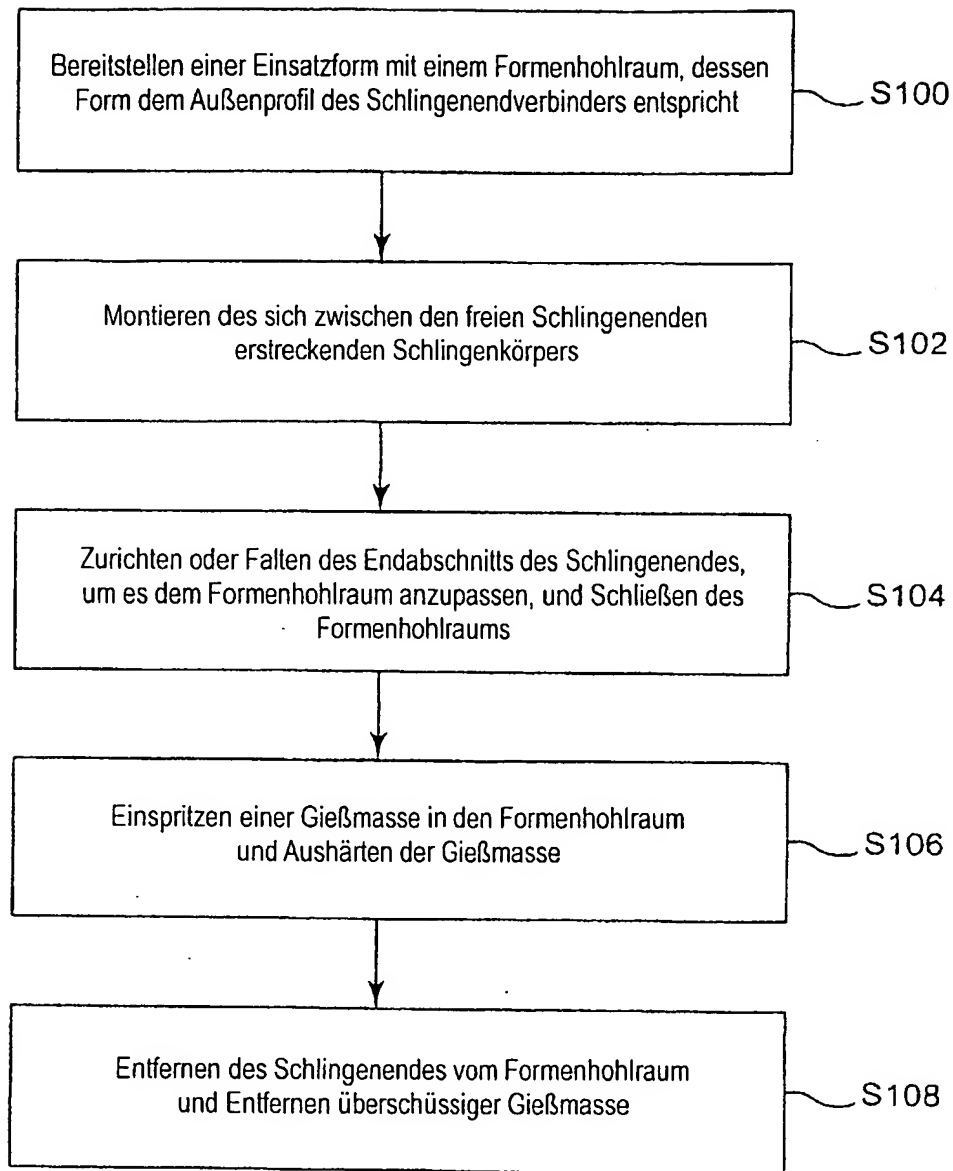 Bereitstellen einer Einsatzform mit einem Formenhohlraum, dessen
Form dem Außenprofil des Schlingenendverbinders entspricht
S100
Montieren des sich zwischen den freien Schlingenenden
erstreckenden Schlingenkörpers
S102
Zurichten oder Falten des Endabschnitts des Schlingenendes,
um es dem Formenhohlraum anzupassen, und Schließen des
Formenhohlraums
S104
Einspritzen einer Gießmasse in den Formenhohlraum
und Aushärten der Gießmasse
S106
Entfernen des Schlingenendes vom Formenhohlraum
und Entfernen überschüssiger Gießmasse
S108